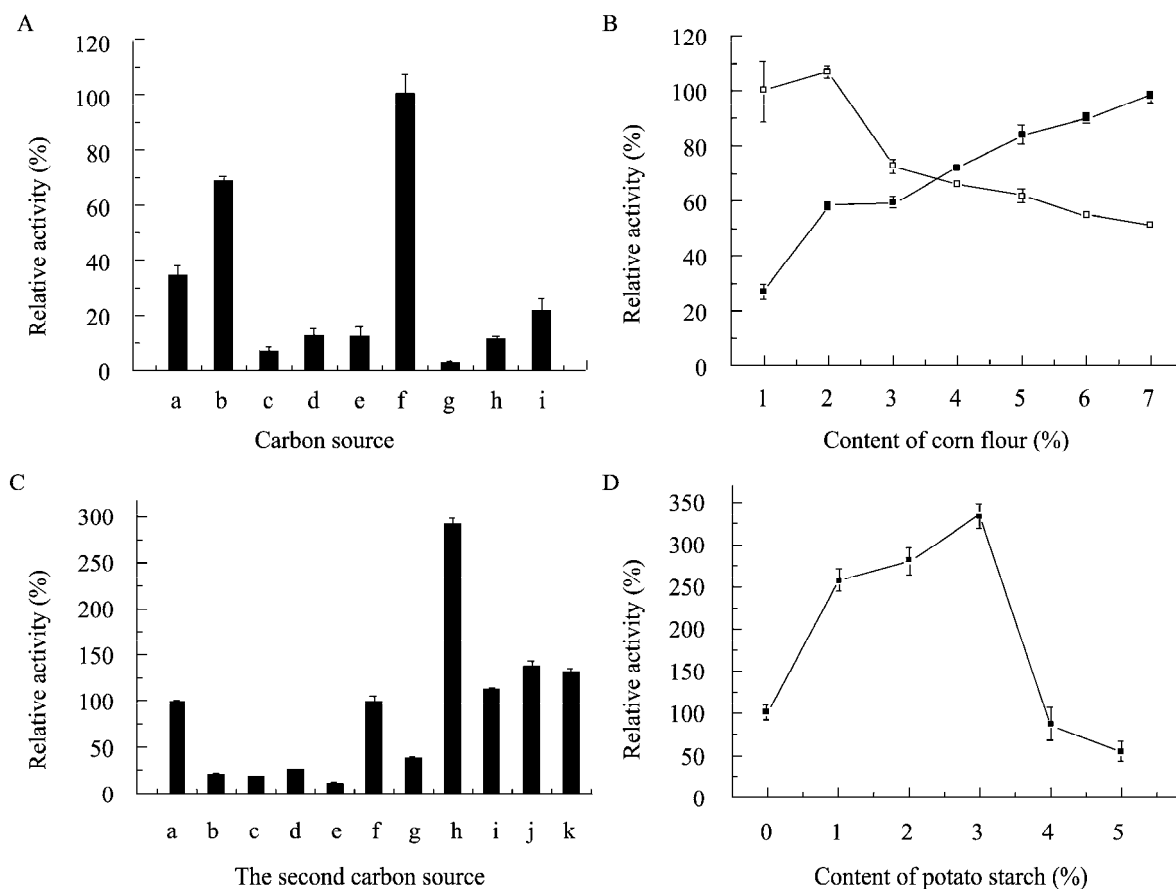 A
Relative activity (%)
120
100
80
60
40
20
0
a b c d e f g h i
Carbon source
B
Relative activity (%)
120
100
80
60
40
20
0
1 2 3 4 5 6 7
Content of corn flour (%)
C
Relative activity (%)
300
250
200
150
100
50
0
a b c d e f g h i j k
The second carbon source
D
Relative activity (%)
350
300
250
200
150
100
50
0
0 1 2 3 4 5
Content of potato starch (%)